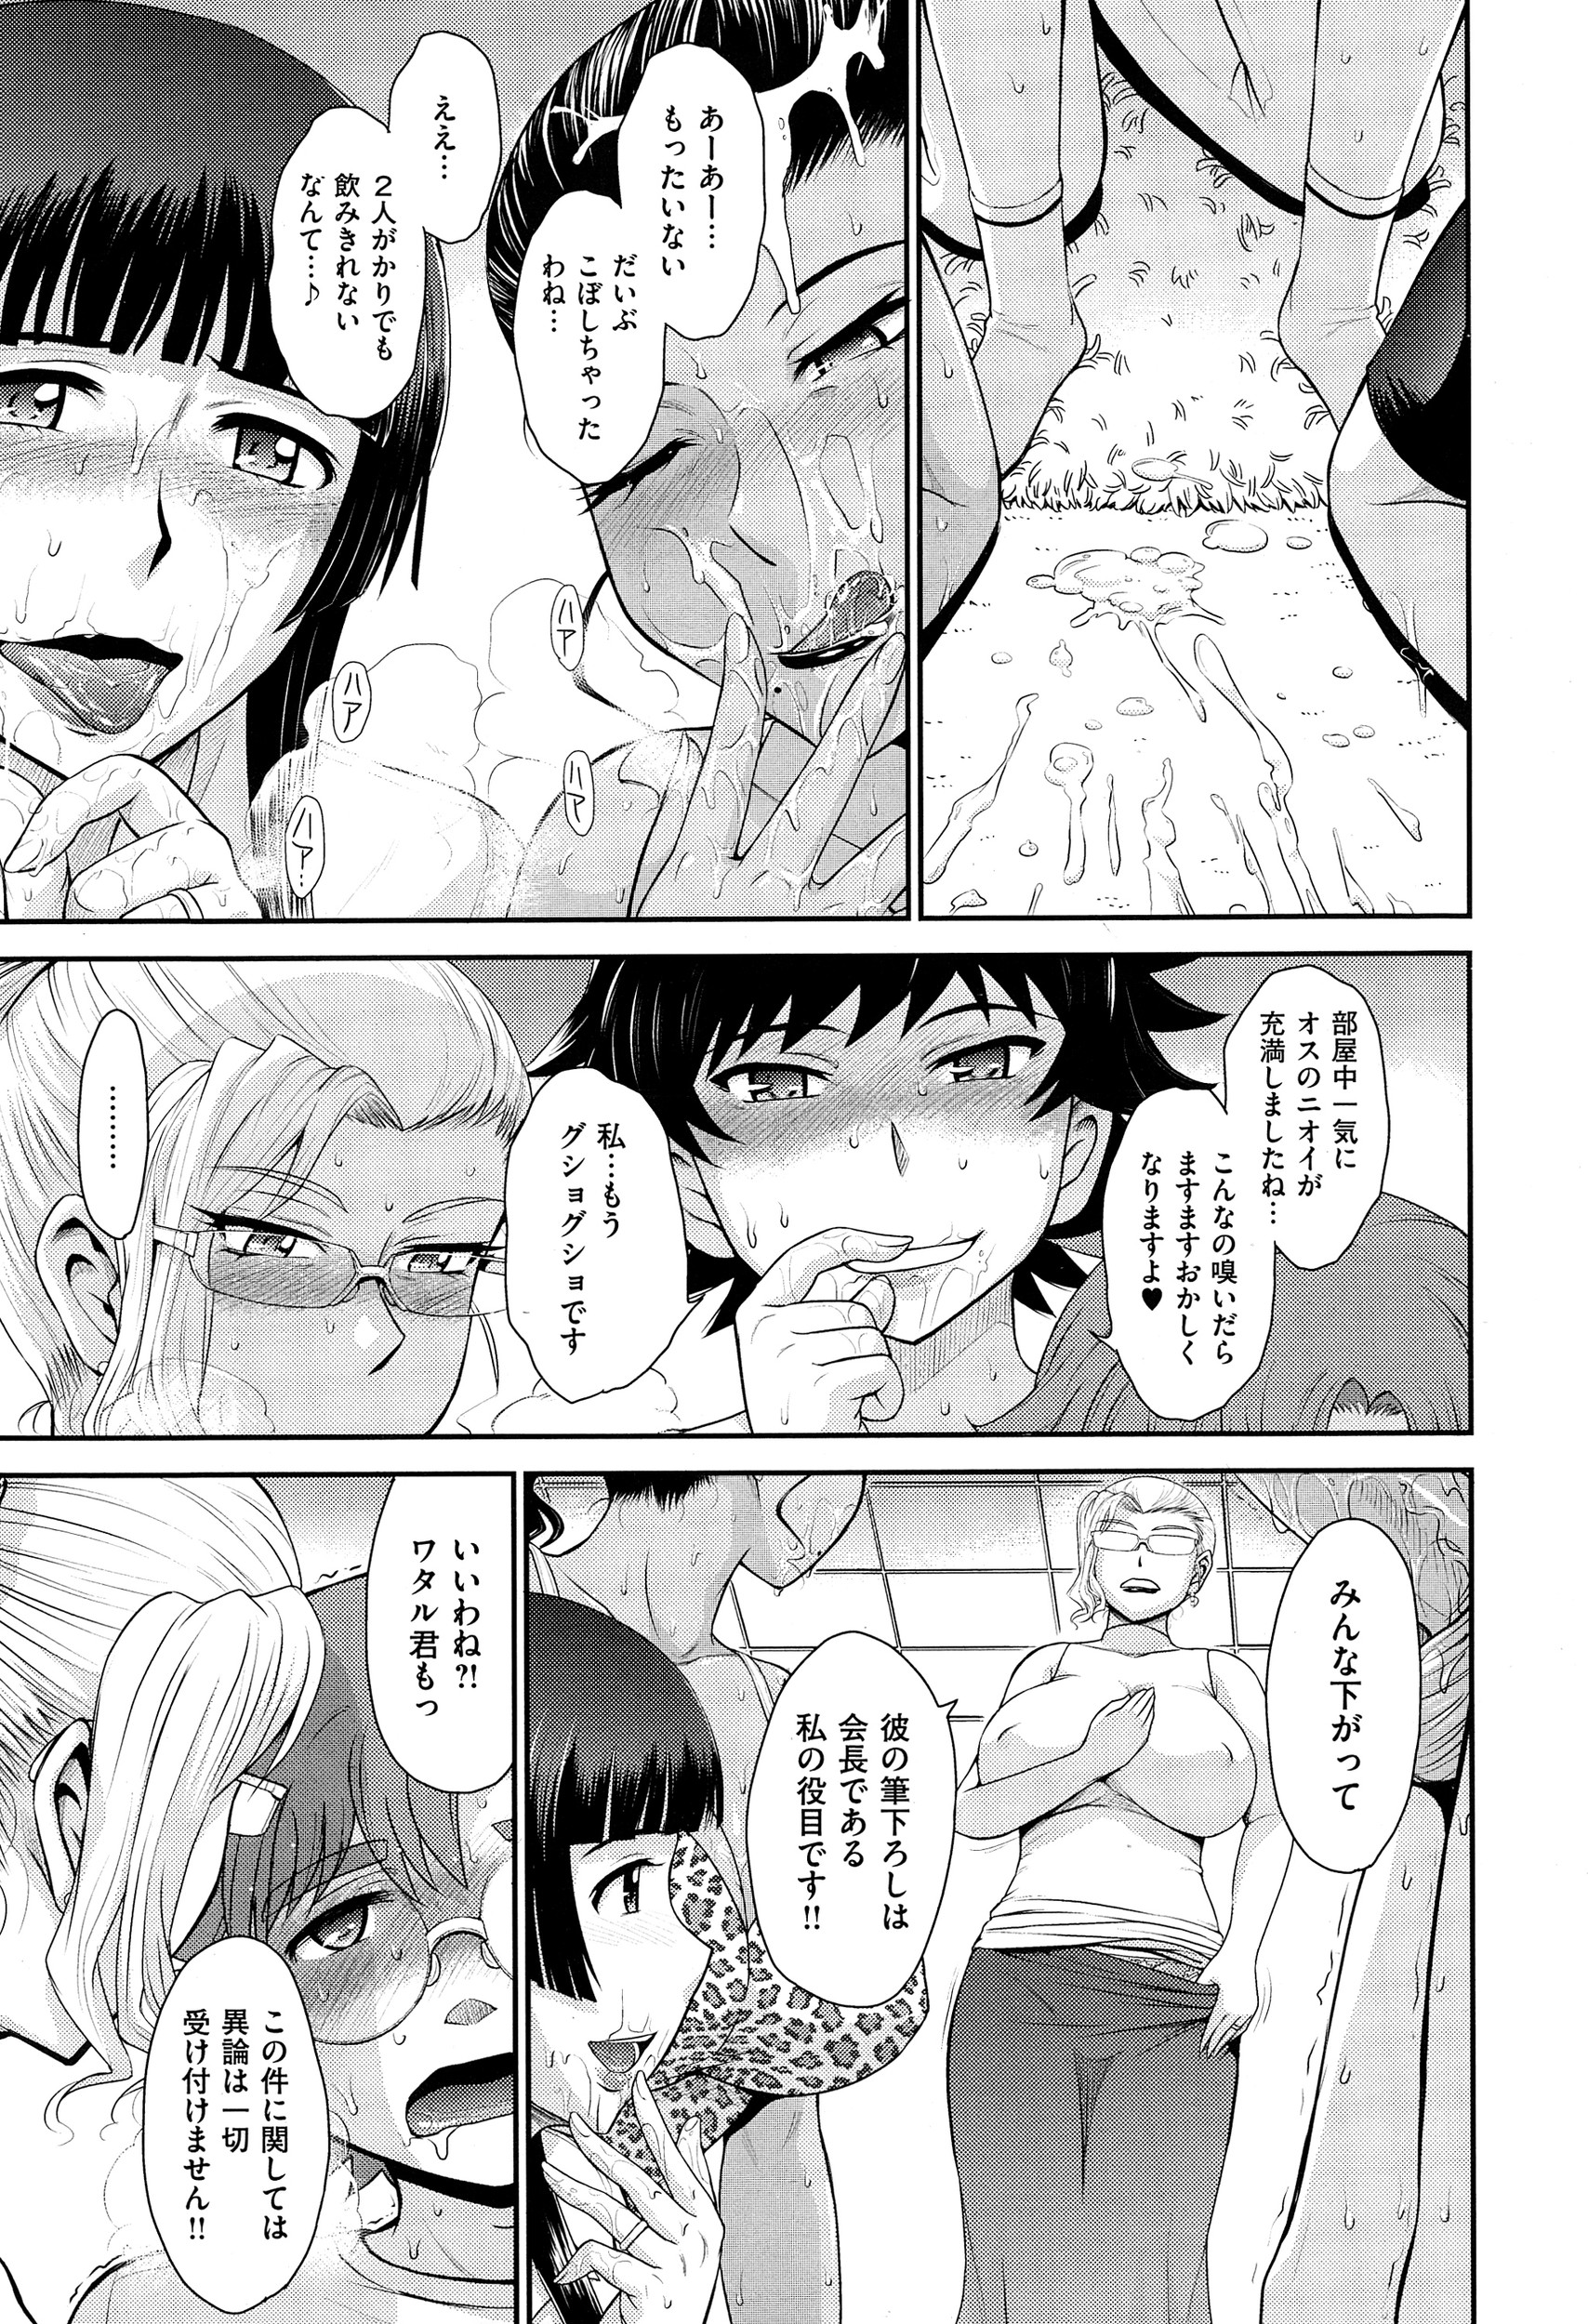 あーあー…
もったいない
だいぶ
こぼしちゃった
わね…
ええ…
2人がかりでも
飲みきれない
なんて…♪
ハァ
ハァ
ハァ
ハァ…
部屋中一気に
オスのニオイが
充満しましたね…
こんなの嗅いだら
ますますおかしく
なりますよ♥
私…もう
グショグショです
………
みんな下がって
彼の筆下ろしは
会長である
私の役目です!!
いいわね?!
ワタル君もっ
この件に関しては
異論は一切
受け付けません!!